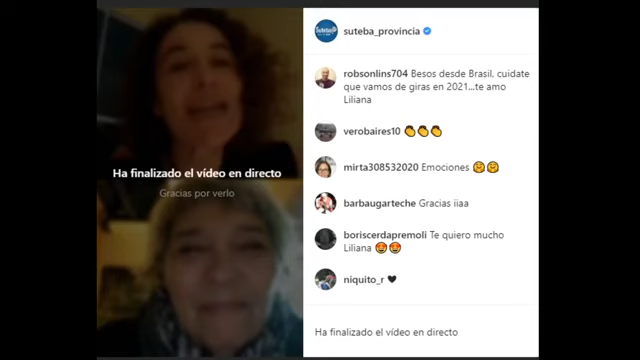 suteba_provincia
robsonlins704 Besos desde Brasil, cuidate
que vamos de giras en 2021...te amo
Liliana
verobaires10 👏👏👏
mirta308532020 Emociones 🤗🤗
barbaugarteche Gracias iiaa
boriscerdapremoli Te quiero mucho
Liliana 😍😍
niquito_r 🖤
Ha finalizado el vídeo en directo
Gracias por verlo
Ha finalizado el vídeo en directo